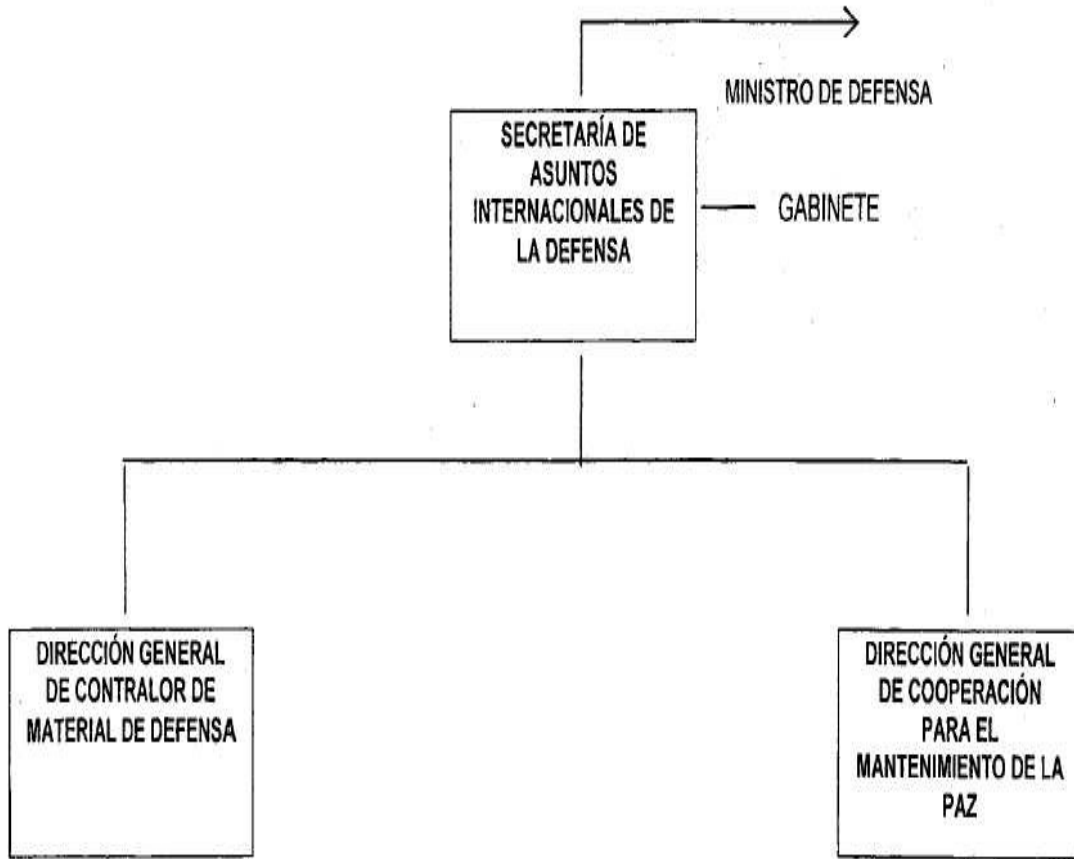 MINISTRO DE DEFENSA
SECRETARÍA DE
ASUNTOS
INTERNACIONALES DE
LA DEFENSA
GABINETE
DIRECCIÓN GENERAL
DE CONTRALOR DE
MATERIAL DE DEFENSA
DIRECCIÓN GENERAL
DE COOPERACIÓN
PARA EL
MANTENIMIENTO DE LA
PAZ